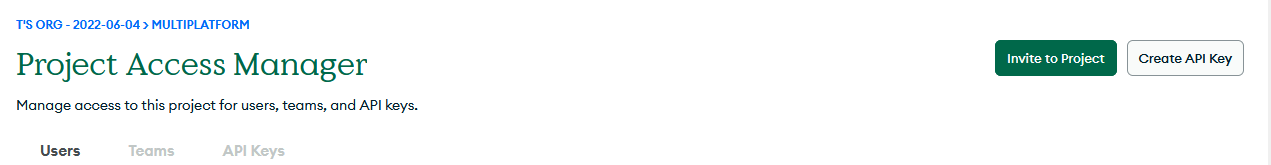 T'S ORG - 2022-06-04 > MULTIPLATFORM
Project Access Manager
Invite to Project
Create API Key
Manage access to this project for users, teams, and API keys.
Users
Teams
API Keys